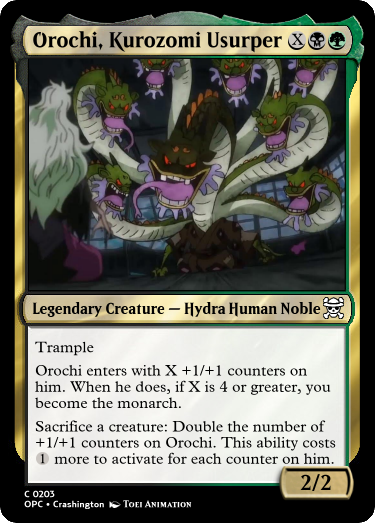 Orochi, Kurozomi Usurper X
Legendary Creature — Hydra Human Noble
Trample
Orochi enters with X +1/+1 counters on
him. When he does, if X is 4 or greater, you
become the monarch.
Sacrifice a creature: Double the number of
+1/+1 counters on Orochi. This ability costs
1 more to activate for each counter on him.
2/2
C 0203
OPC • Crashington TOEI ANIMATION